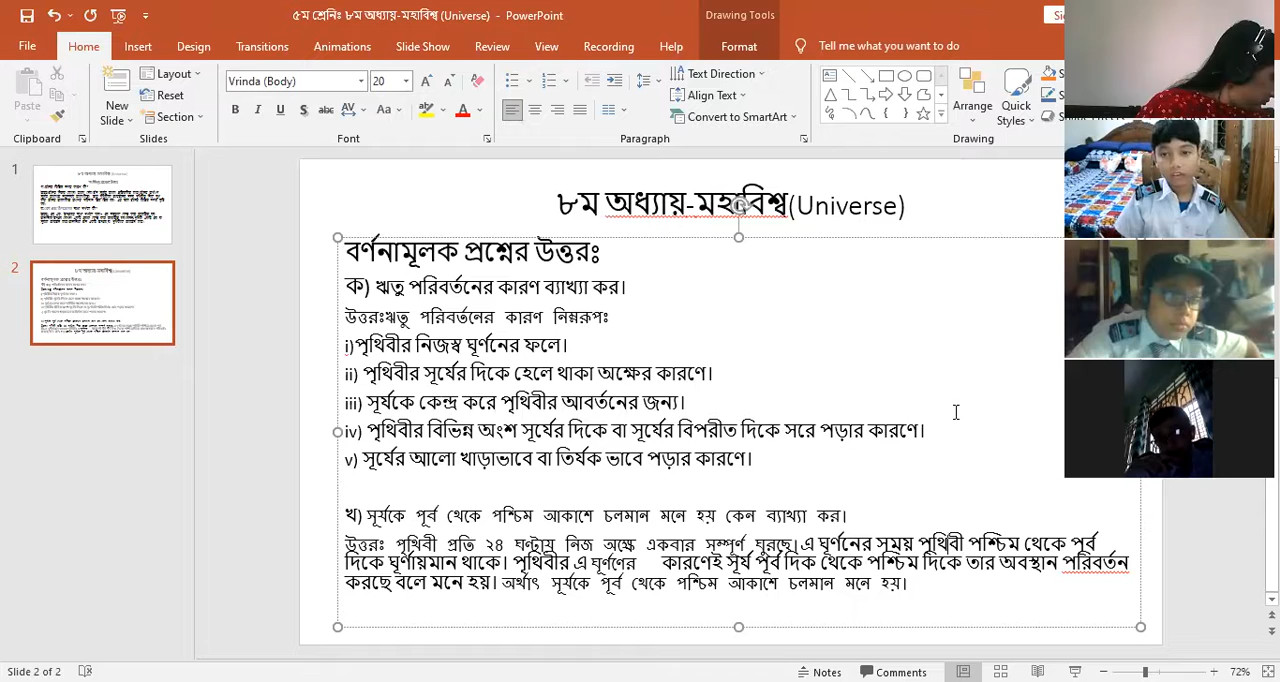 ৫ম শ্রেনিঃ ৮ম অধ্যায়-মহাবিশ্ব (Universe) - PowerPoint
Drawing Tools
File Home Insert Design Transitions Animations Slide Show Review View Recording Help Format Tell me what you want to do
Paste
New Slide
Layout
Reset
Section
Vrinda (Body) 20
B I U S abc AV Aa A
Text Direction
Align Text
Convert to SmartArt
Arrange
Quick Styles
Clipboard Slides Font Paragraph Drawing
1
2
৮ম অধ্যায়-মহাবিশ্ব(Universe)
বর্ণনামূলক প্রশ্নের উত্তরঃ
ক) ঋতু পরিবর্তনের কারণ ব্যাখ্যা কর।
উত্তরঃঋতু পরিবর্তলের কারণ নিম্নরূপঃ
i)পৃথিবীর নিজস্ব ঘূর্ণনের ফলে।
ii) পৃথিবীর সূর্যের দিকে হেলে থাকা অক্ষের কারণে।
iii) সূর্যকে কেন্দ্র করে পৃথিবীর আবর্তনের জন্য।
iv) পৃথিবীর বিভিন্ন অংশ সূর্যের দিকে বা সূর্যের বিপরীত দিকে সরে পড়ার কারণে।
v) সূর্যের আলো খাড়াভাবে বা তির্যক ভাবে পড়ার কারণে।
খ) সূর্যকে পূর্ব থেকে পশ্চিম আকাশে চলমান মনে হয় কেন ব্যাখ্যা কর।
উত্তরঃ পৃথিবী প্রতি ২৪ ঘণ্টায় নিজ অক্ষে একবার সম্পূর্ণ ঘুরছে। এ ঘূর্ণনের সময় পৃথিবী পশ্চিম থেকে পূর্ব
দিকে ঘূর্ণায়মান থাকে। পৃথিবীর এ ঘূর্ণণের কারণেই সূর্য পূর্ব দিক থেকে পশ্চিম দিকে তার অবস্থান পরিবর্তন
করছে বলে মনে হয়। অর্থাৎ সূর্যকে পূর্ব থেকে পশ্চিম আকাশে চলমান মনে হয়।
Slide 2 of 2
Notes Comments 72%